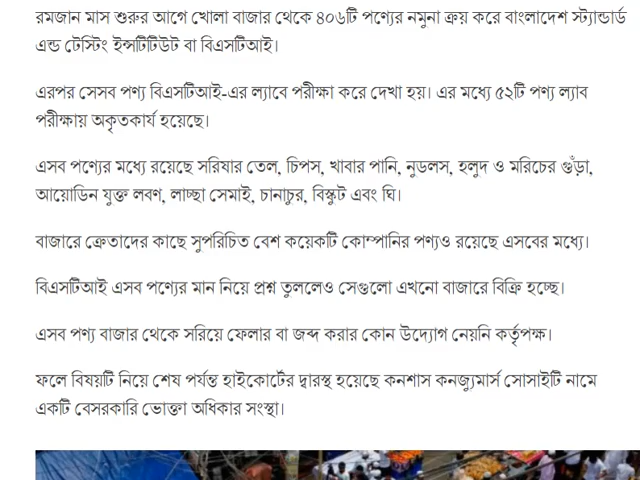 রমজান মাস শুরুর আগে খোলা বাজার থেকে ৪০৬টি পণ্যের নমুনা ক্রয় করে বাংলাদেশ স্ট্যান্ডার্ড
এন্ড টেস্টিং ইন্সটিটিউট বা বিএসটিআই।
এরপর সেসব পণ্য বিএসটিআই-এর ল্যাবে পরীক্ষা করে দেখা হয়। এর মধ্যে ৫২টি পণ্য ল্যাব
পরীক্ষায় অকৃতকার্য হয়েছে।
এসব পণ্যের মধ্যে রয়েছে সরিষার তেল, চিপস, খাবার পানি, নুডলস, হলুদ ও মরিচের গুঁড়া,
আয়োডিন যুক্ত লবণ, লাচ্ছা সেমাই, চানাচুর, বিস্কুট এবং ঘি।
বাজারে ক্রেতাদের কাছে সুপরিচিত বেশ কয়েকটি কোম্পানির পণ্যও রয়েছে এসবের মধ্যে।
বিএসটিআই এসব পণ্যের মান নিয়ে প্রশ্ন তুললেও সেগুলো এখনো বাজারে বিক্রি হচ্ছে।
এসব পণ্য বাজার থেকে সরিয়ে ফেলার বা জব্দ করার কোন উদ্যোগ নেয়নি কর্তৃপক্ষ।
ফলে বিষয়টি নিয়ে শেষ পর্যন্ত হাইকোর্টের দ্বারস্থ হয়েছে কনশাস কনজ্যুমার্স সোসাইটি নামে
একটি বেসরকারি ভোক্তা অধিকার সংস্থা।